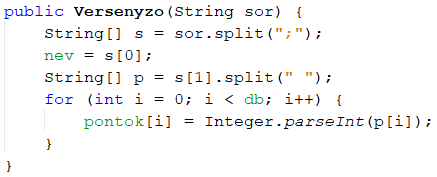 public Versenyzo(String sor) {
    String[] s = sor.split(";");
    nev = s[0];
    String[] p = s[1].split(" ");
    for (int i = 0; i < db; i++) {
        pontok[i] = Integer.parseInt(p[i]);
    }
}